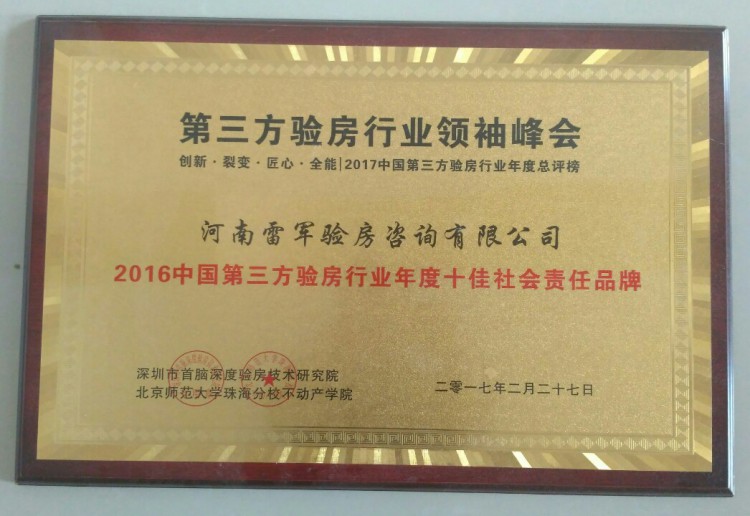 第三方验房行业领袖峰会
创新·裂变·匠心·全能|2017中国第三方验房行业年度总评榜
河南雷军验房咨询有限公司
2016中国第三方验房行业年度十佳社会责任品牌
深圳市首脑深度验房技术研究院
北京师范大学珠海分校不动产学院
二零一七年二月二十七日